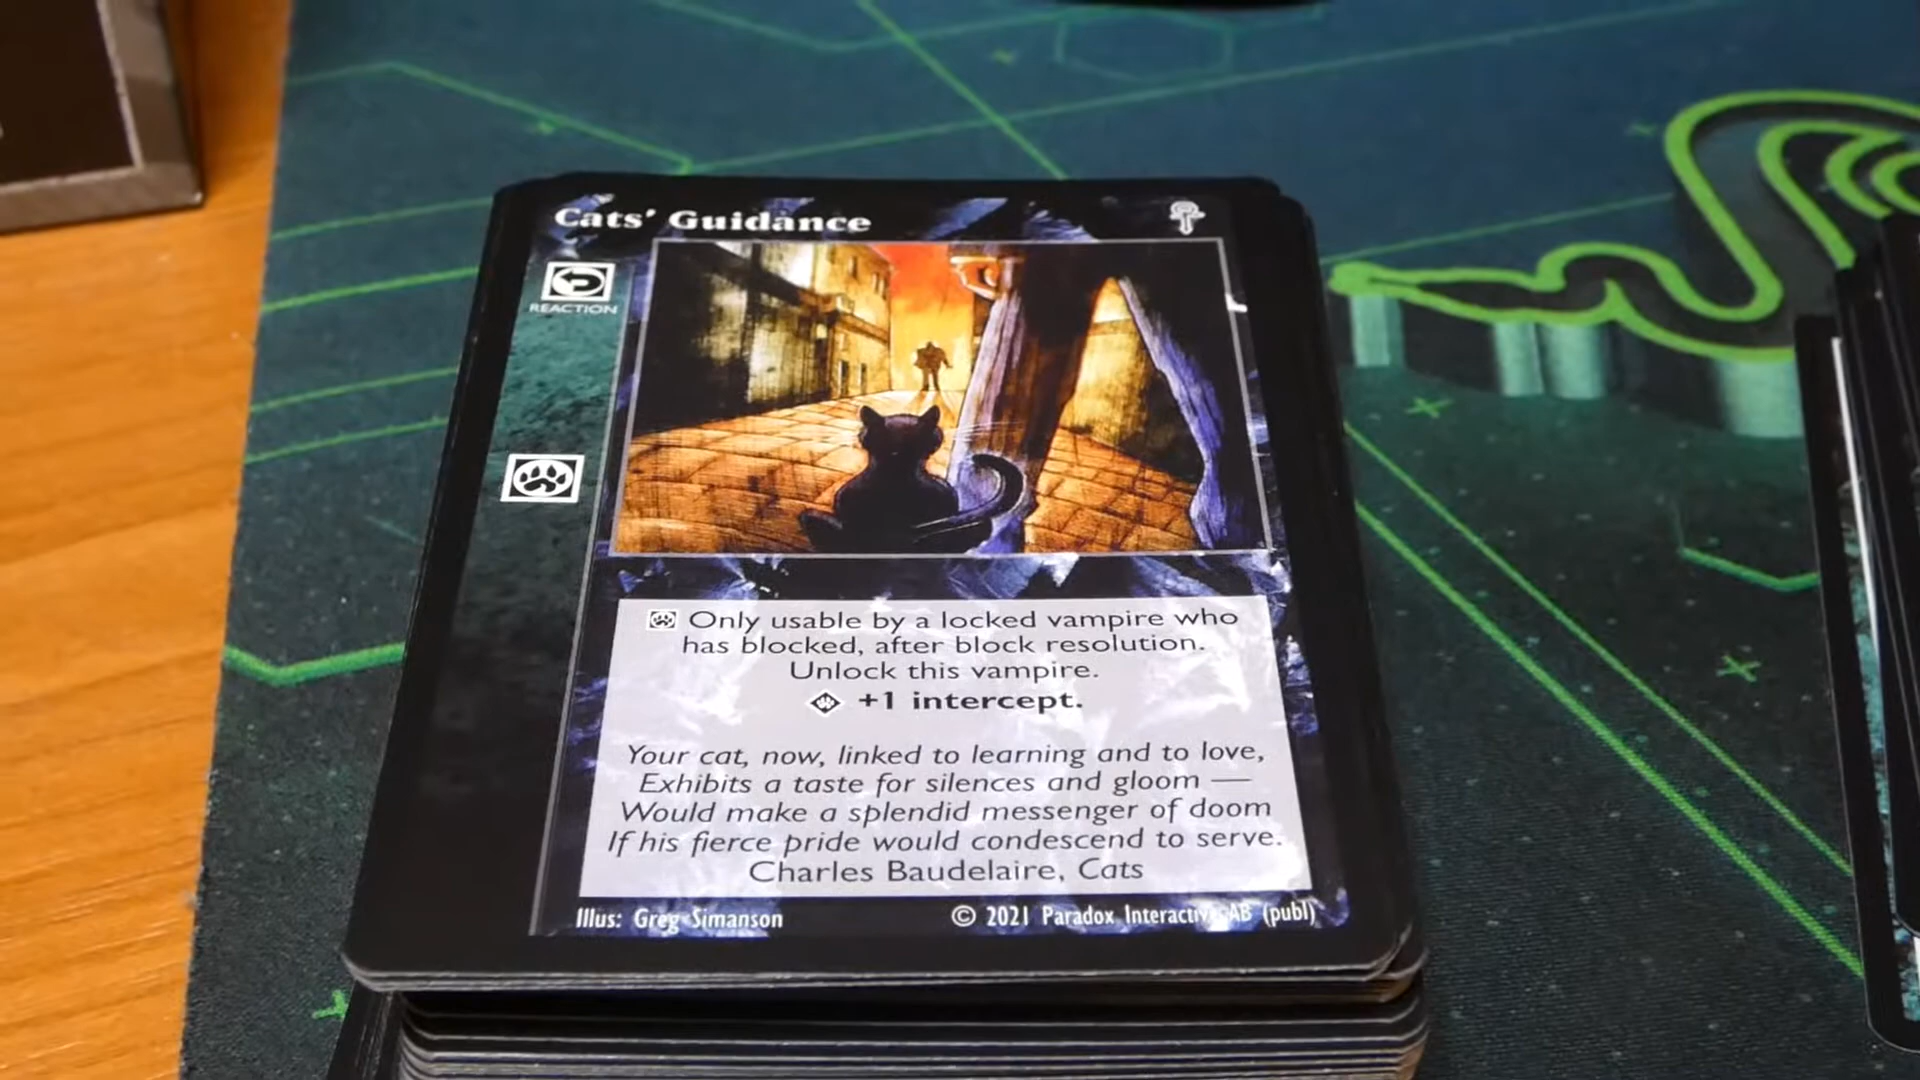 Cats' Guidance
REACTION
Only usable by a locked vampire who
has blocked, after block resolution.
Unlock this vampire.
+1 intercept.
Your cat, now, linked to learning and to love,
Exhibits a taste for silences and gloom —
Would make a splendid messenger of doom
If his fierce pride would condescend to serve.
Charles Baudelaire, Cats
Illus: Greg Simanson
© 2021 Paradox Interactive AB (publ)